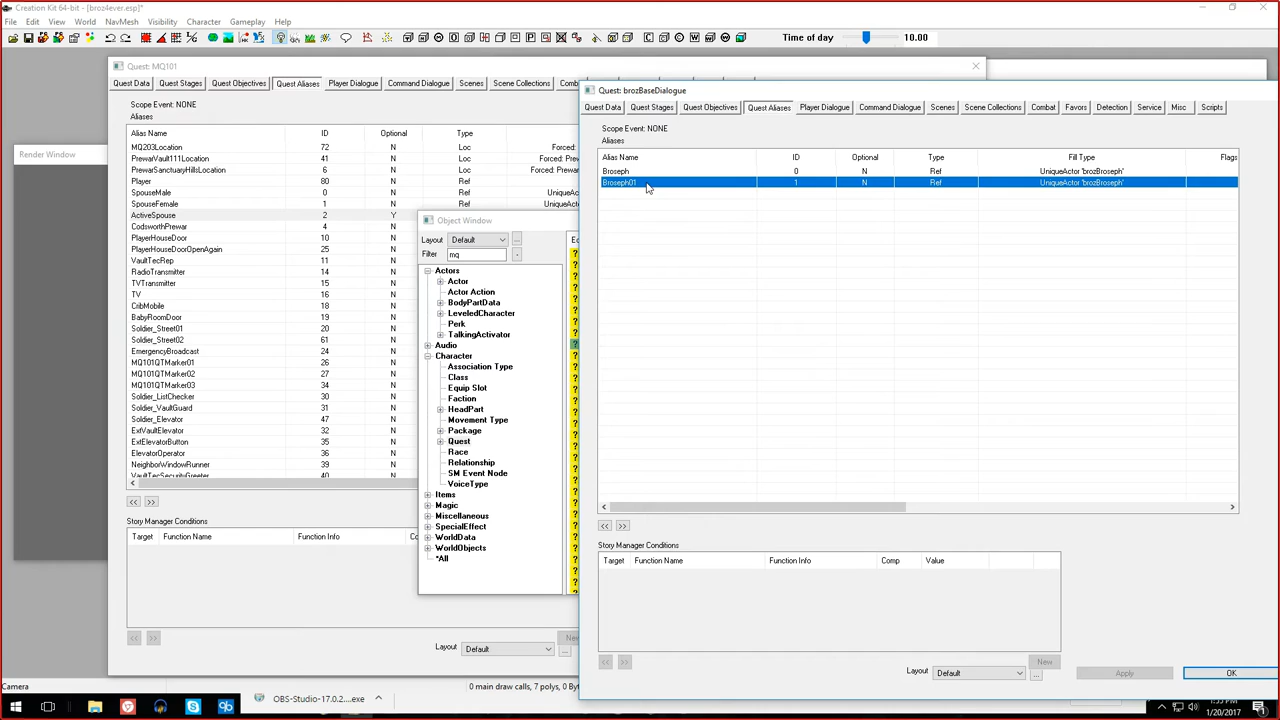 Creation Kit 64-bit - [broz4ever.esp]*
File Edit View World NavMesh Visibility Character Gameplay Help
Time of day 10.00
Render Window
Quest: MQ101
Quest Data Quest Stages Quest Objectives Quest Aliases Player Dialogue Command Dialogue Scenes Scene Collections
Scope Event: NONE
Aliases
Alias Name ID Optional Type
MQ203Location 72 N Loc Forced:
PrewarVault111Location 41 N Loc Forced: Prewar
PrewarSanctuaryHillsLocation 6 N Loc Forced: Prewa
Player 80 N Ref
SpouseMale 0 N Ref UniqueActor
SpouseFemale 1 N Ref UniqueActor
ActiveSpouse 2 Y
CodsworthPrewar 4 N
PlayerHouseDoor 10 N
PlayerHouseDoorOpenAgain 25 N
VaultTecRep 11 N
RadioTransmitter 14 N
TVTransmitter 15 N
TV 16 N
CribMobile 18 N
BabyRoomDoor 19 N
Soldier_Street01 20 N
Soldier_Street02 61 N
EmergencyBroadcast 24 N
MQ101QTMarker01 26 N
MQ101QTMarker02 27 N
MQ101QTMarker03 34 N
Soldier_ListChecker 30 N
Soldier_VaultGuard 31 N
Soldier_Elevator 47 N
ExtVaultElevator 32 N
ExtElevatorButton 35 N
ElevatorOperator 36 N
NeighborWindowRunner 39 N
VaultTecSecurityGreeter 40 N
<< >>
Story Manager Conditions
Target Function Name Function Info
Layout Default ...
Object Window
Layout Default ...
Filter mq
Actors
Actor
Actor Action
BodyPartData
LeveledCharacter
Perk
TalkingActivator
Audio
Character
Association Type
Class
Equip Slot
Faction
HeadPart
Movement Type
Package
Quest
Race
Relationship
SM Event Node
VoiceType
Items
Magic
Miscellaneous
SpecialEffect
WorldData
WorldObjects
*All
Quest: brozBaseDialogue
Quest Data Quest Stages Quest Objectives Quest Aliases Player Dialogue Command Dialogue Scenes Scene Collections Combat Favors Detection Service Misc Scripts
Scope Event: NONE
Aliases
Alias Name ID Optional Type Fill Type Flags
Broseph 0 N Ref UniqueActor 'brozBroseph'
Broseph01 1 N Ref UniqueActor 'brozBroseph'
<< >>
Story Manager Conditions
Target Function Name Function Info Comp Value
<< >> New
Layout Default ... Apply OK
Camera 0 main draw calls, 7 polys,
OBS-Studio-17.0.2....exe
1/20/2017